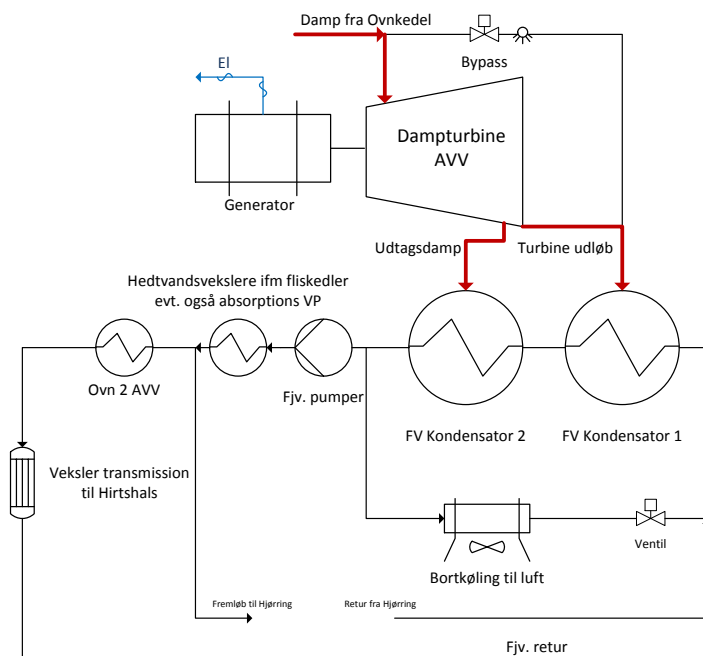 Damp fra Ovnkedel
El
Bypass
Dampturbine
AVV
Generator
Udtagsdamp
Turbine udløb
Hedtvandsvekslere ifm fliskedler
evt. også absorptions VP
Ovn 2 AVV
Fjv. pumper
FV Kondensator 2
FV Kondensator 1
Veksler transmission
til Hirtshals
Ventil
Bortkøling til luft
Fremløb til Hjørring
Retur fra Hjørring
Fjv. retur